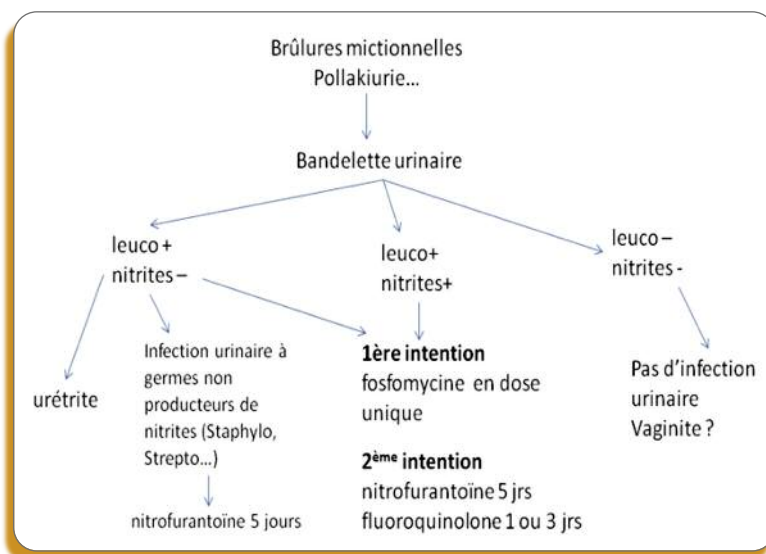 Brûlures mictionnelles
Pollakiurie...
Bandelette urinaire
leuco +
nitrites –
leuco+
nitrites+
leuco –
nitrites -
urétrite
Infection urinaire à
germes non
producteurs de
nitrites (Staphylo,
Strepto...)
nitrofurantoïne 5 jours
1ère intention
fosfomycine en dose
unique
2ème intention
nitrofurantoïne 5 jrs
fluoroquinolone 1 ou 3 jrs
Pas d'infection
urinaire
Vaginite ?